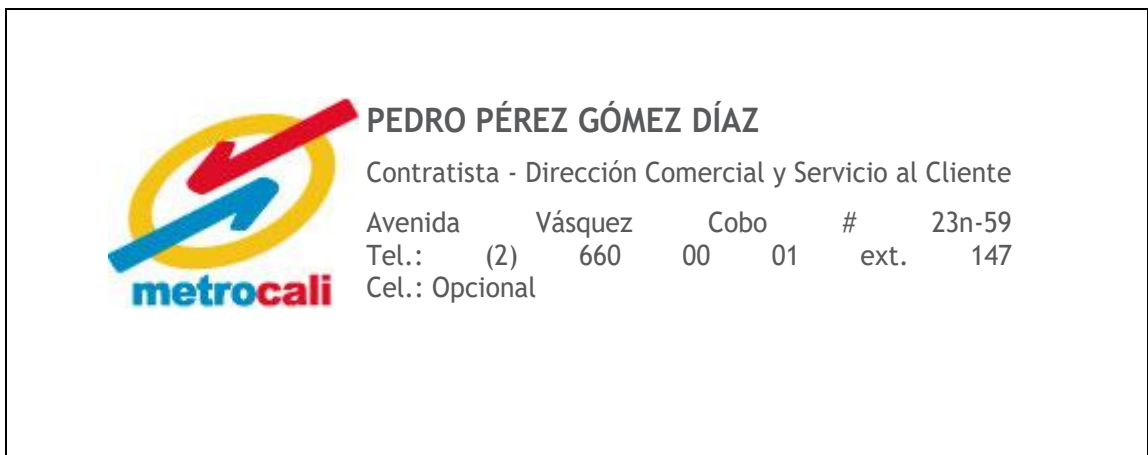 PEDRO PÉREZ GÓMEZ DÍAZ
Contratista - Dirección Comercial y Servicio al Cliente
Avenida Vásquez Cobo # 23n-59
Tel.: (2) 660 00 01 ext. 147
Cel.: Opcional
metrocali